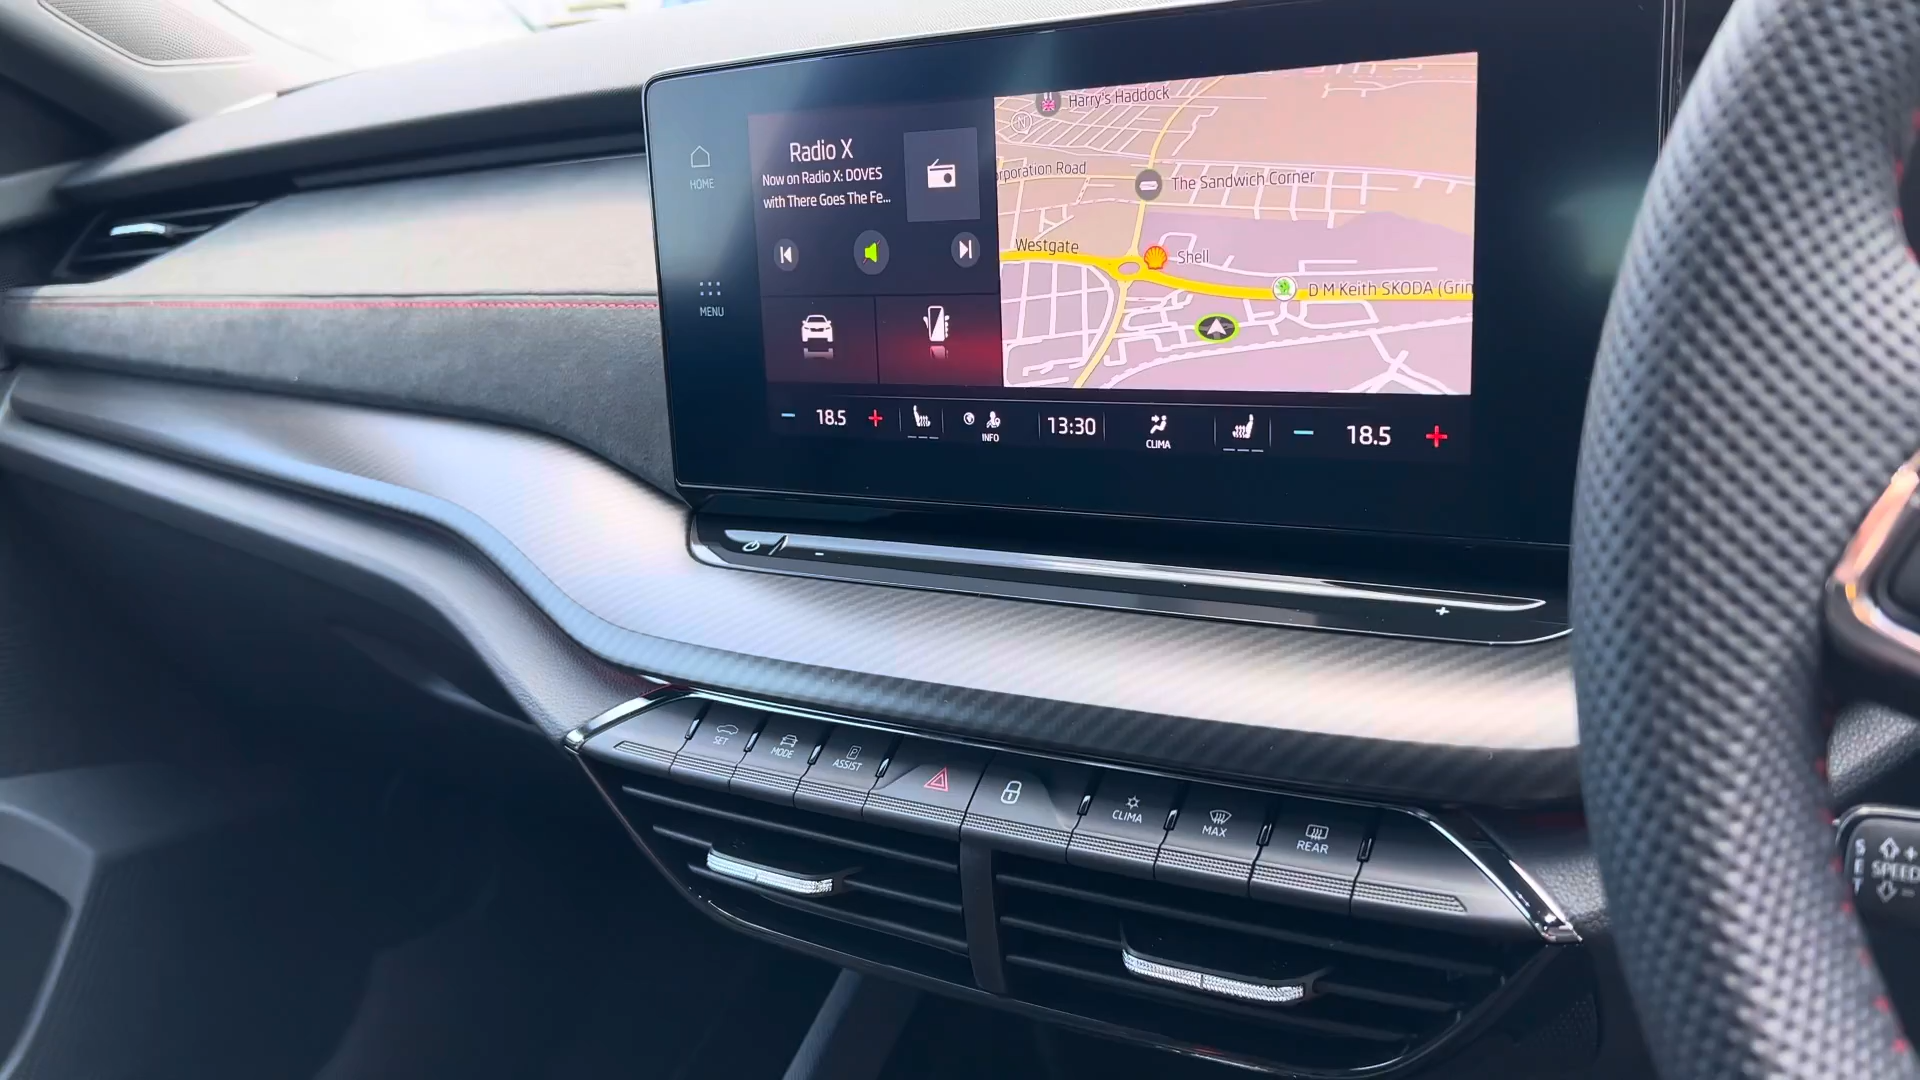 HOME
MENU
Radio X
Now on Radio X: DOVES
with There Goes The Fe...
Harry's Haddock
N
rporation Road
The Sandwich Corner
Westgate
Shell
D M Keith SKODA (Grin
18.5
INFO
13:30
CLIMA
18.5
- 
+
SET
MODE
P
ASSIST
CLIMA
MAX
REAR
SET
SPEED
+
-